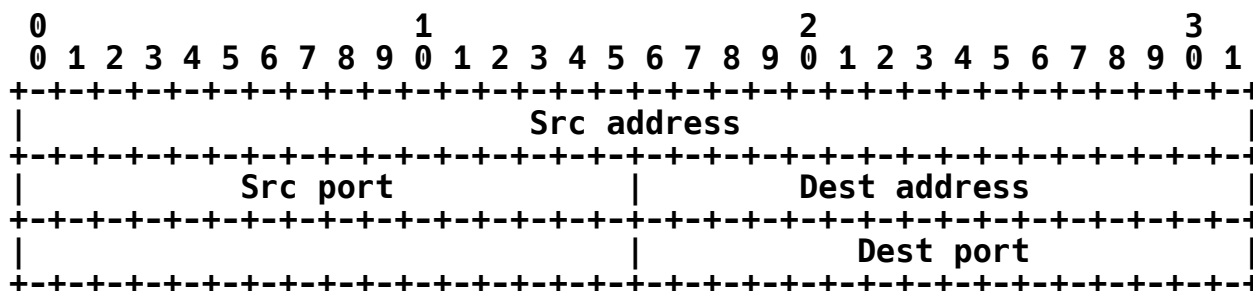 0 1 2 3
0 1 2 3 4 5 6 7 8 9 0 1 2 3 4 5 6 7 8 9 0 1 2 3 4 5 6 7 8 9 0 1
+-+-+-+-+-+-+-+-+-+-+-+-+-+-+-+-+-+-+-+-+-+-+-+-+-+-+-+-+-+-+-+-+
| Src address |
+-+-+-+-+-+-+-+-+-+-+-+-+-+-+-+-+-+-+-+-+-+-+-+-+-+-+-+-+-+-+-+-+
| Src port | Dest address |
+-+-+-+-+-+-+-+-+-+-+-+-+-+-+-+-+-+-+-+-+-+-+-+-+-+-+-+-+-+-+-+-+
| | Dest port |
+-+-+-+-+-+-+-+-+-+-+-+-+-+-+-+-+-+-+-+-+-+-+-+-+-+-+-+-+-+-+-+-+